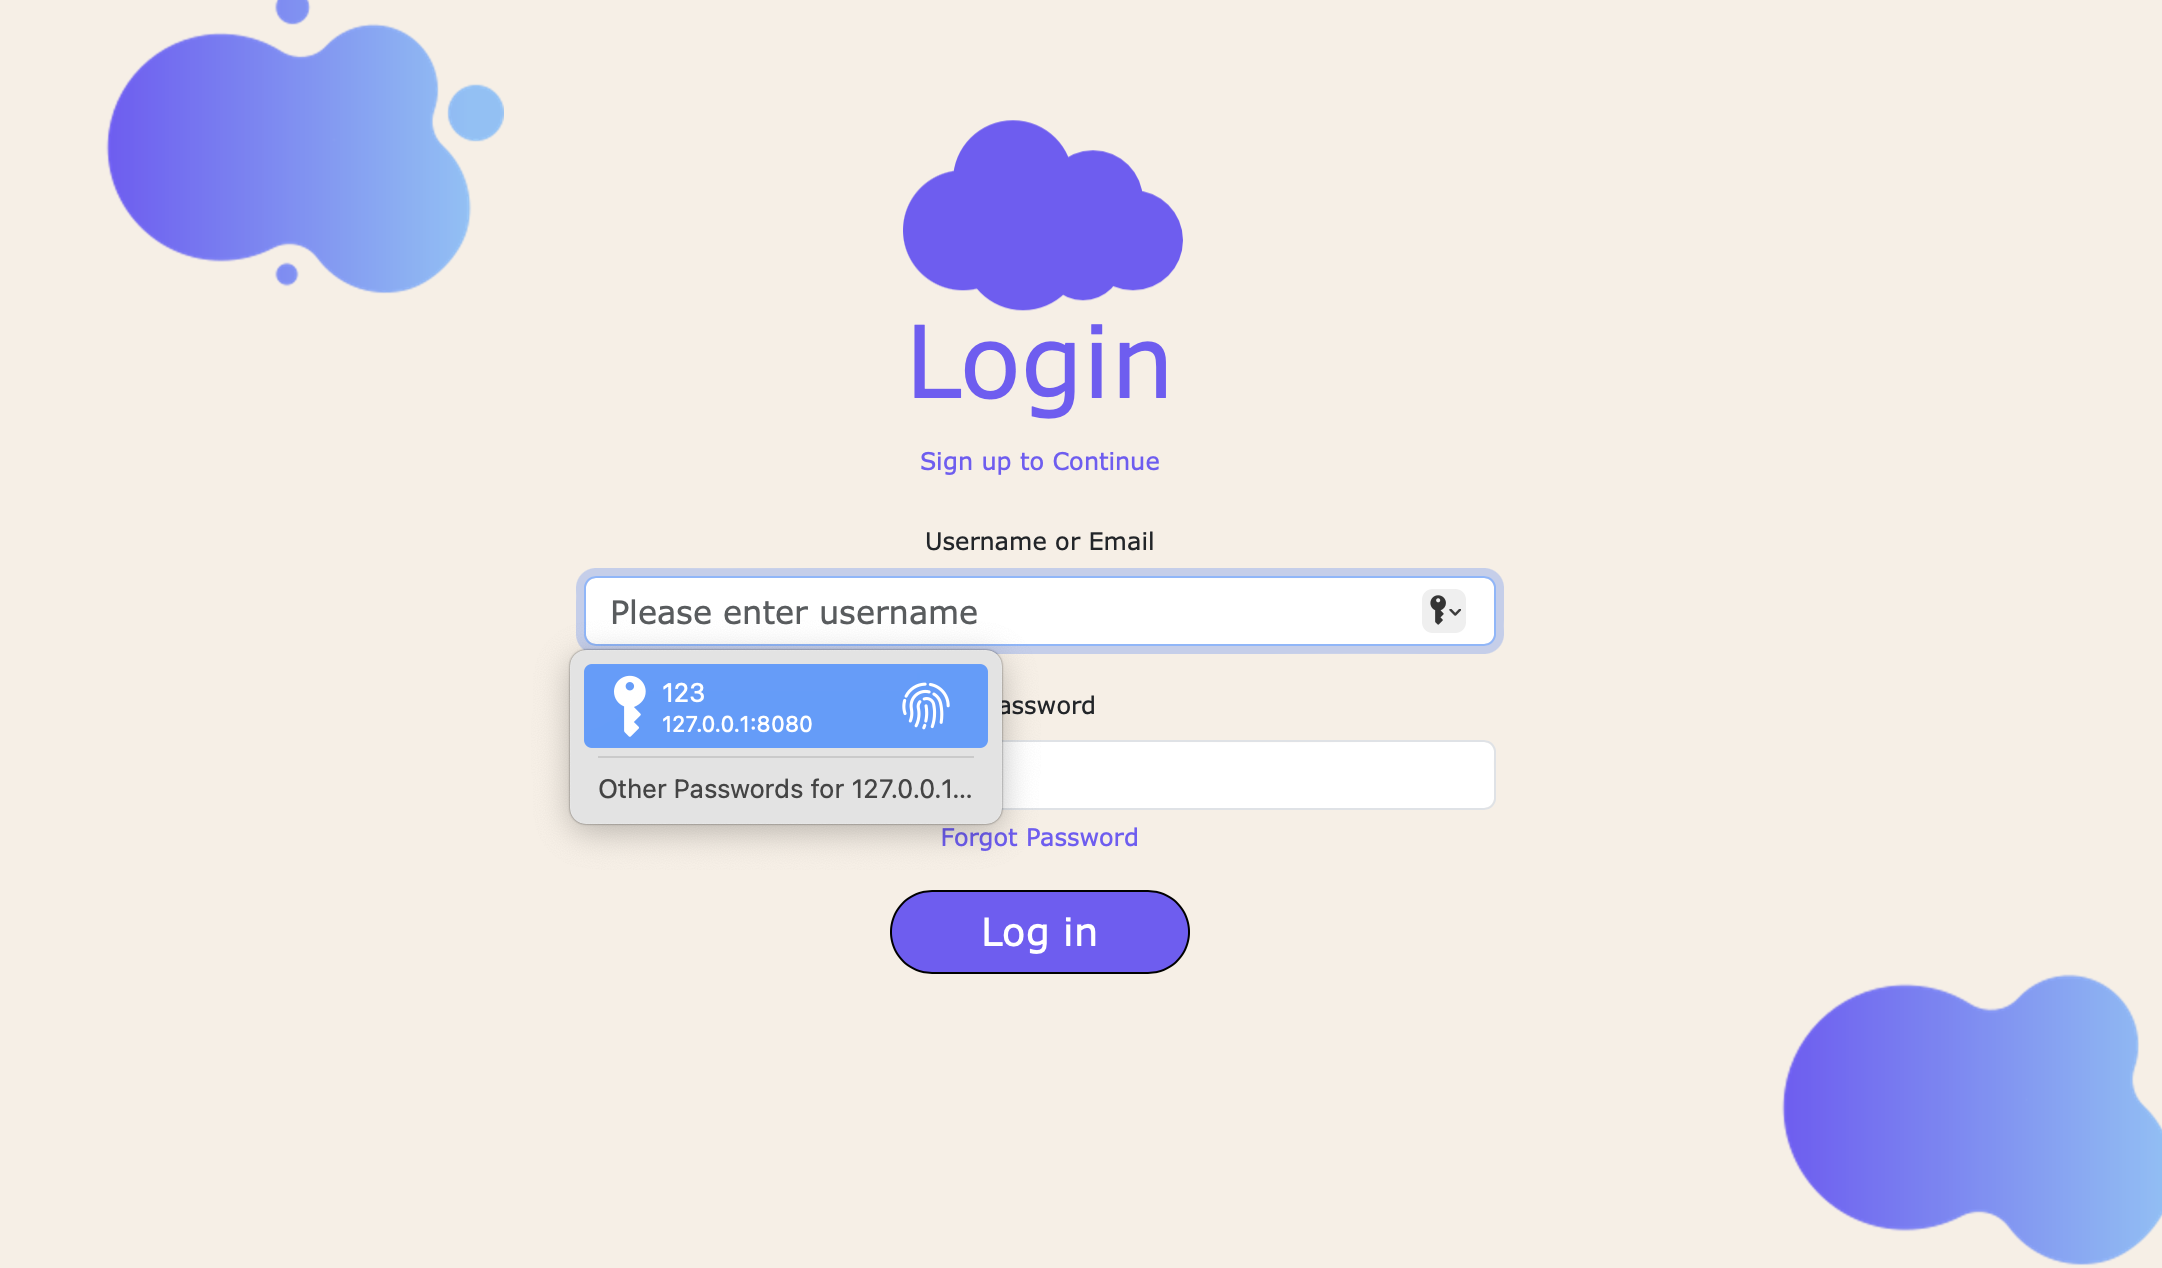 Login
Sign up to Continue
Username or Email
Please enter username
123
127.0.0.1:8080
Other Passwords for 127.0.0.1...
assword
Forgot Password
Log in